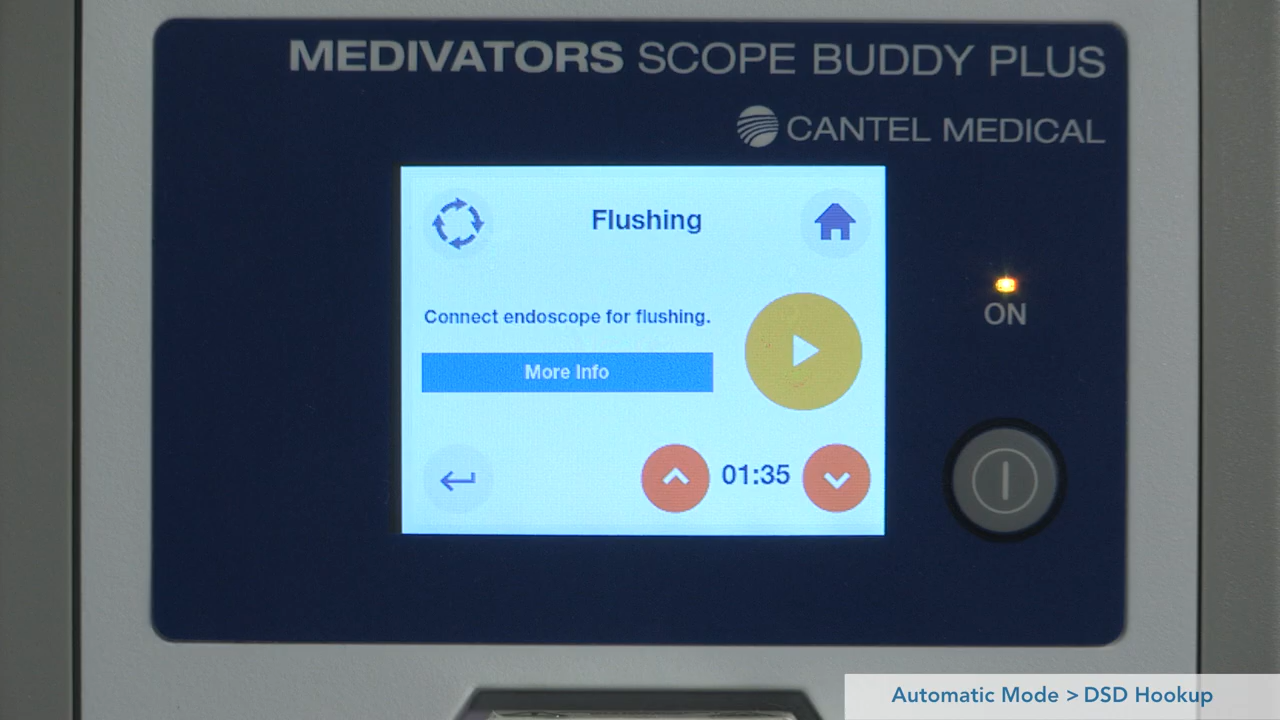 MEDIVATORS SCOPE BUDDY PLUS
CANTEL MEDICAL
Flushing
Connect endoscope for flushing.
More Info
01:35
ON
Automatic Mode > DSD Hookup